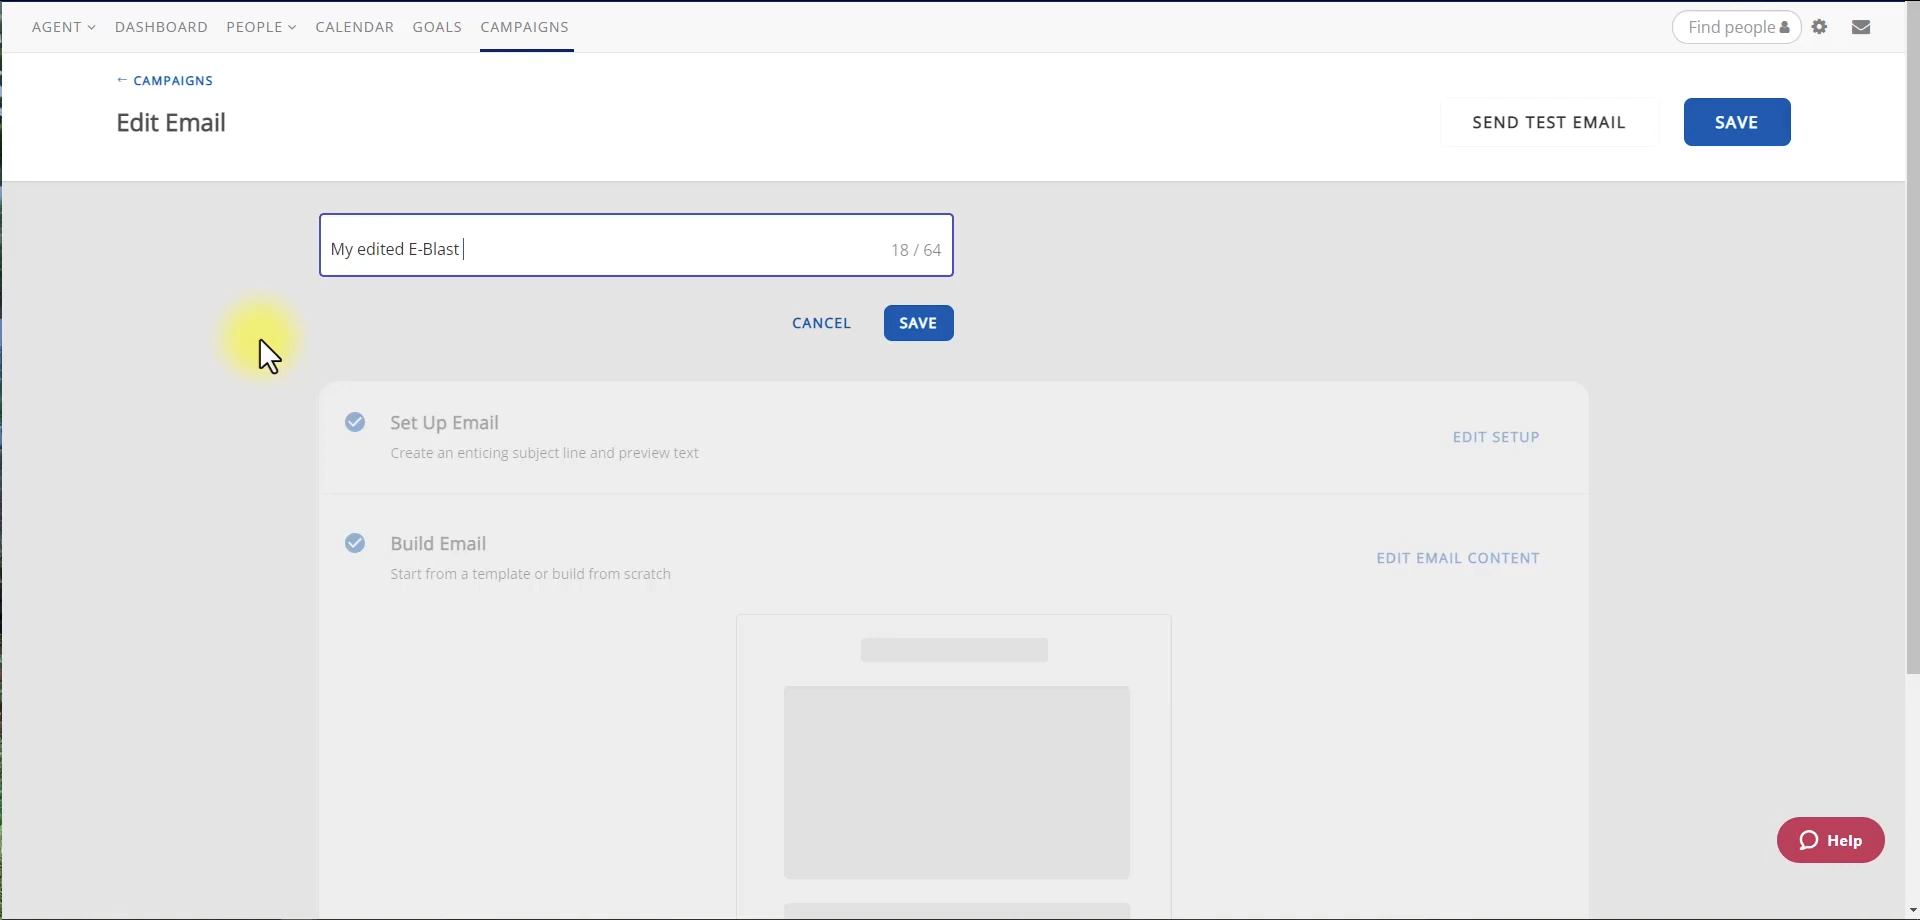 AGENT DASHBOARD PEOPLE CALENDAR GOALS CAMPAIGNS Find people
← CAMPAIGNS
Edit Email
SEND TEST EMAIL SAVE
My edited E-Blast 18 / 64
CANCEL SAVE
Set Up Email
EDIT SETUP
Create an enticing subject line and preview text
Build Email
EDIT EMAIL CONTENT
Start from a template or build from scratch
Help